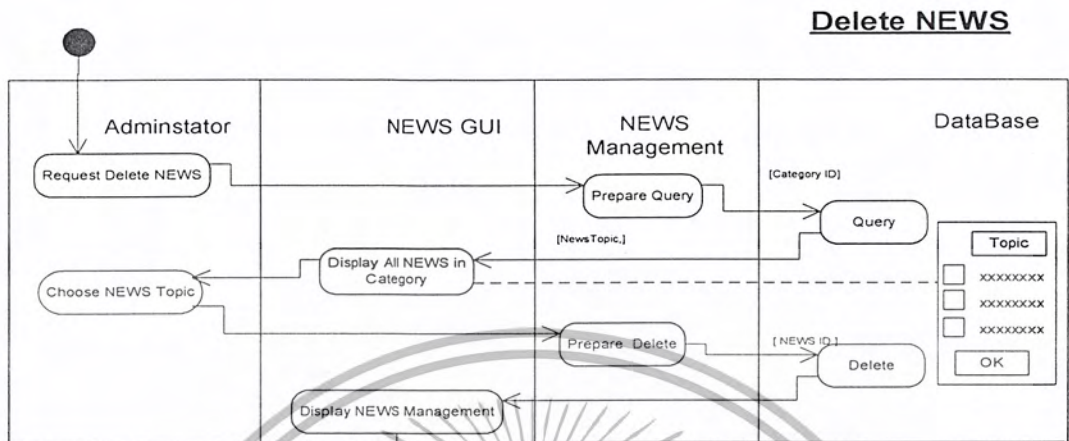 Delete NEWS
Adminstator
NEWS GUI
NEWS
Management
DataBase
Request Delete NEWS
Prepare Query
[Category ID]
Query
[NewsTopic,]
Display All NEWS in
Category
Choose NEWS Topic
Topic
xxxxxxxx
xxxxxxxx
xxxxxxxx
OK
Prepare Delete
[ NEWS ID ]
Delete
Display NEWS Management